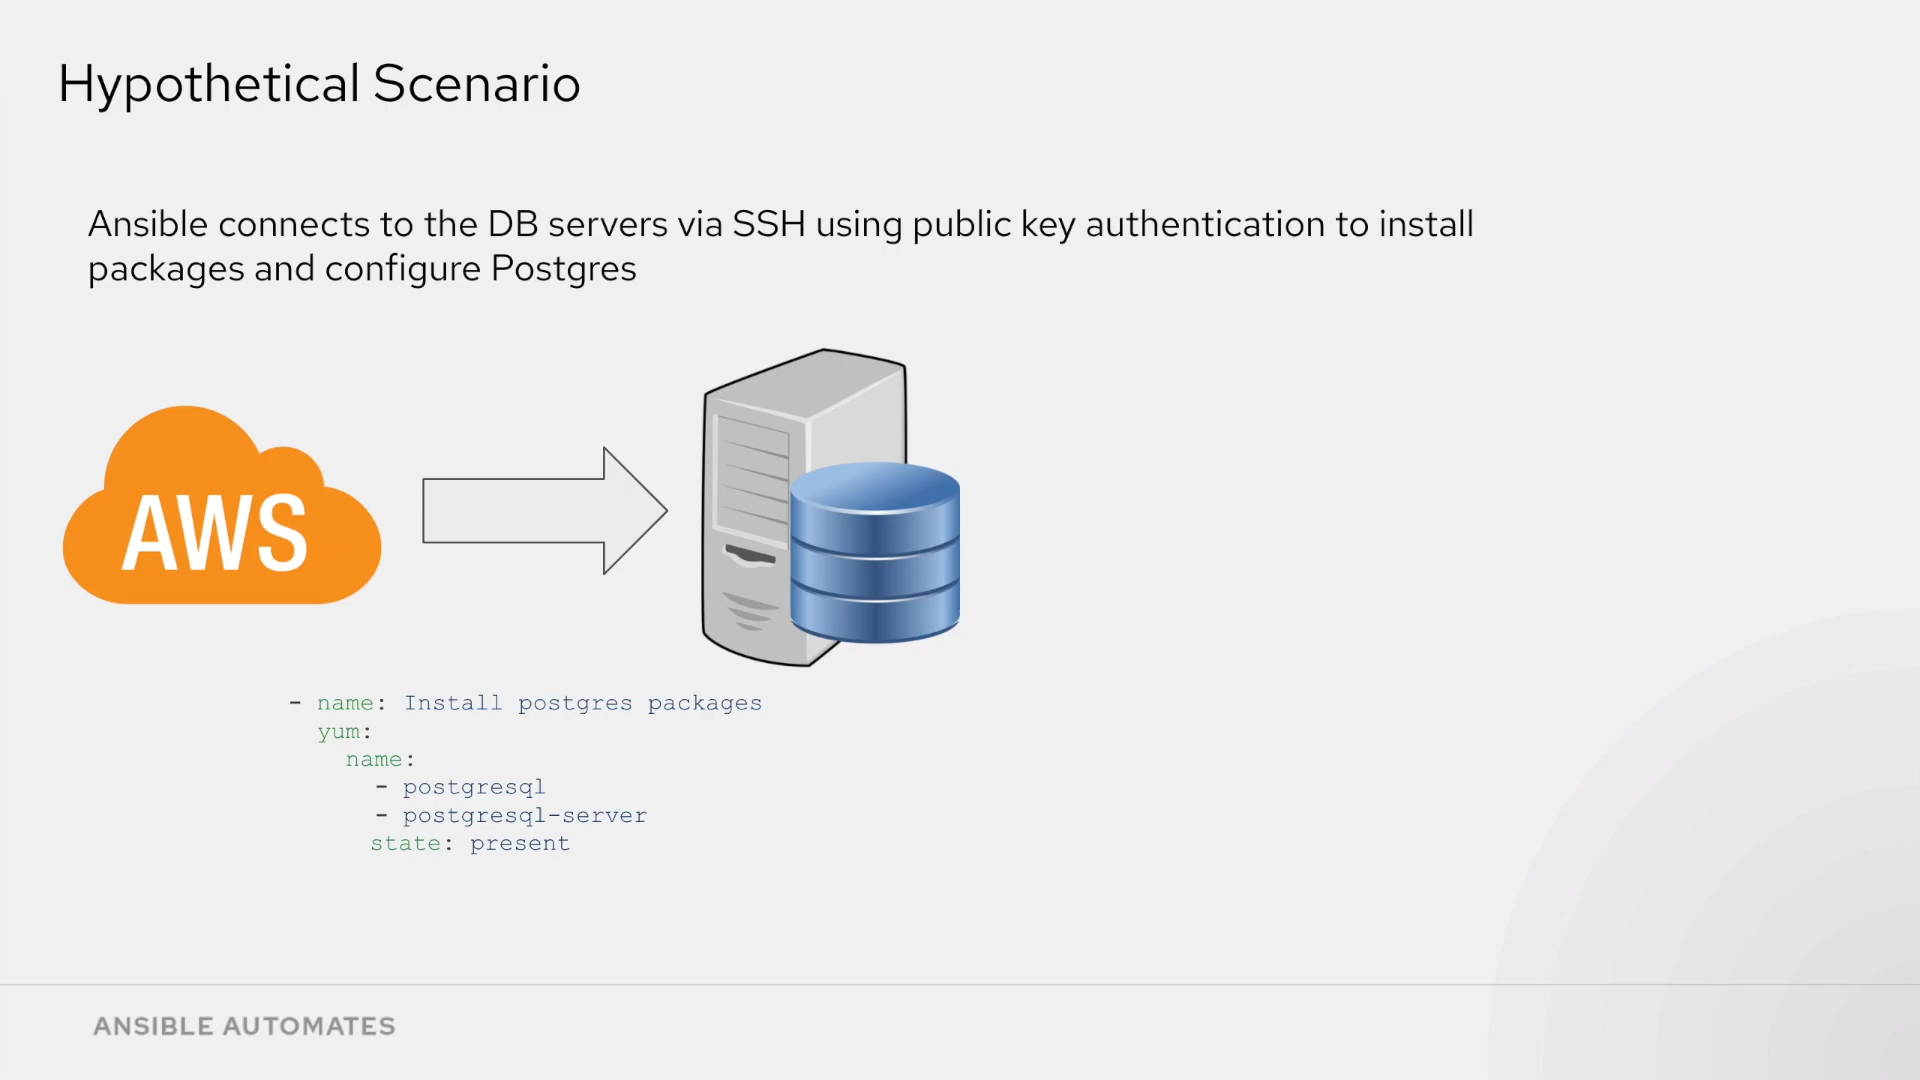 Hypothetical Scenario
Ansible connects to the DB servers via SSH using public key authentication to install
packages and configure Postgres
AWS
- name: Install postgres packages
yum:
name:
- postgresql
- postgresql-server
state: present
ANSIBLE AUTOMATES